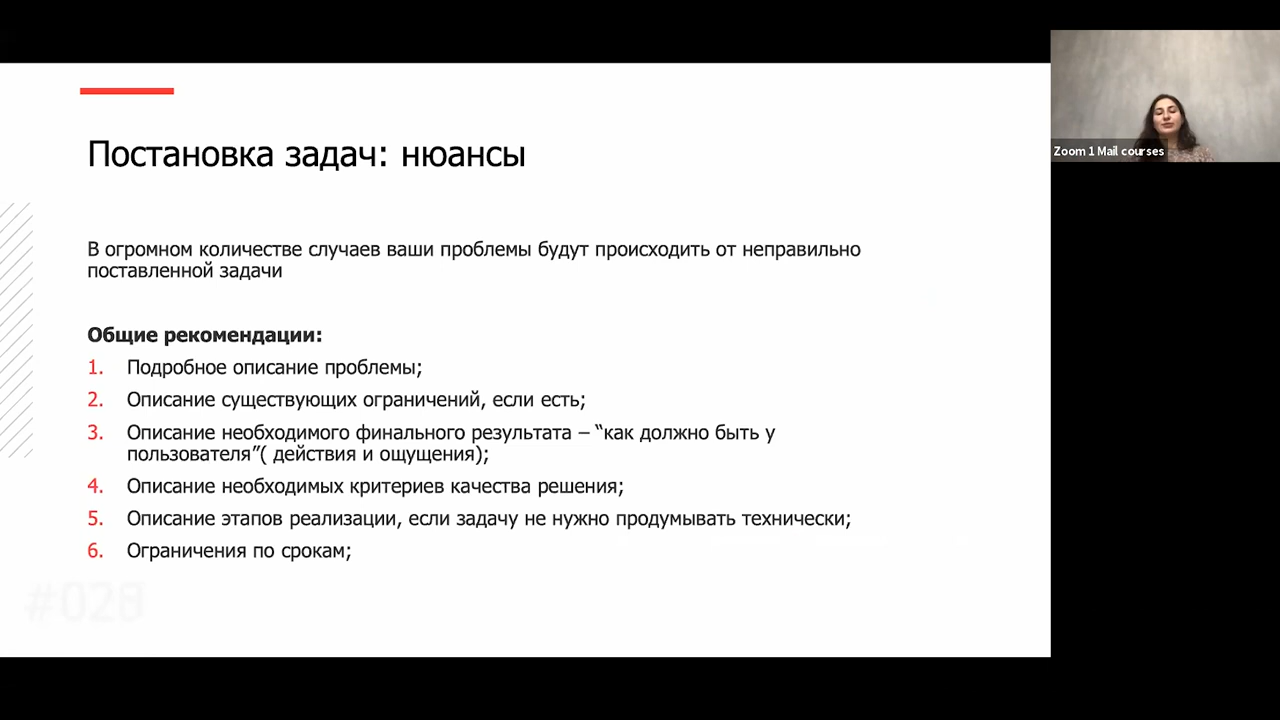 Постановка задач: нюансы
Zoom 1 Mail courses
В огромном количестве случаев ваши проблемы будут происходить от неправильно
поставленной задачи
Общие рекомендации:
1. Подробное описание проблемы;
2. Описание существующих ограничений, если есть;
3. Описание необходимого финального результата – “как должно быть у
пользователя”( действия и ощущения);
4. Описание необходимых критериев качества решения;
5. Описание этапов реализации, если задачу не нужно продумывать технически;
6. Ограничения по срокам;